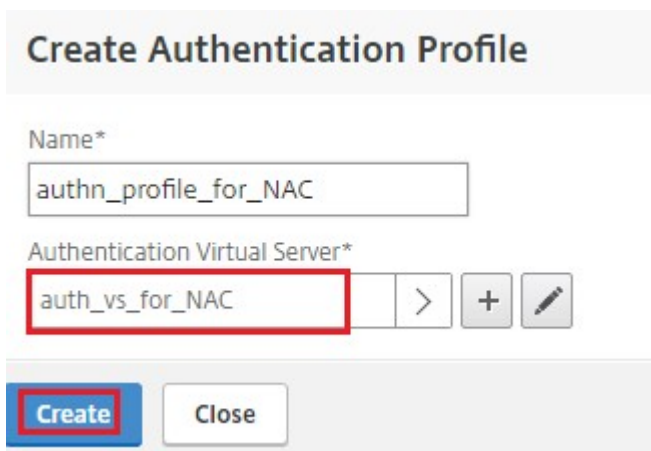 Create Authentication Profile
Name*
authn_profile_for_NAC
Authentication Virtual Server*
auth_vs_for_NAC
Create Close